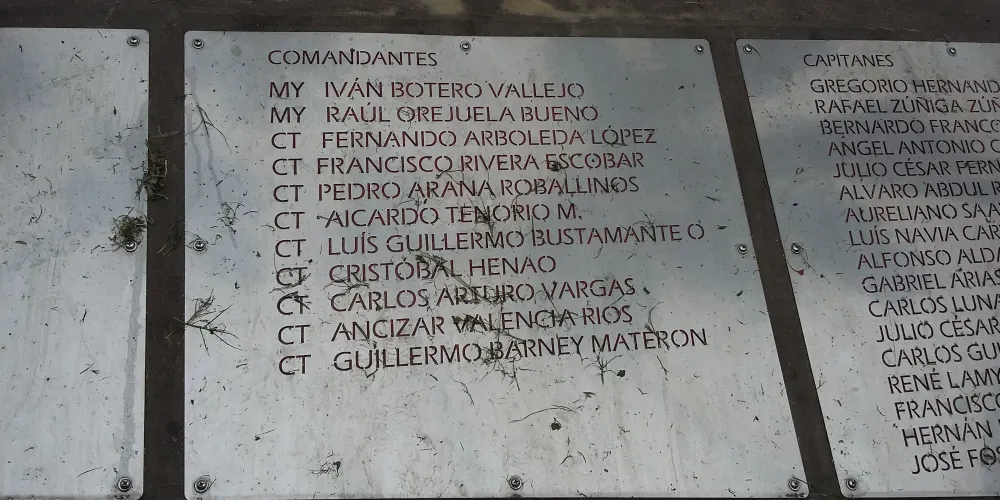 COMANDANTES
MY IVÁN BOTERO VALLEJO
MY RAÚL OREJUELA BUENO
CT FERNANDO ARBOLEDA LÓPEZ
CT FRANCISCO RIVERA ESCOBAR
CT PEDRO ARANA ROBALLINOS
CT AICARDO TENORIO M.
CT LUÍS GUILLERMO BUSTAMANTE O
CT CRISTÓBAL HENAO
CT CARLOS ARTURO VARGAS
CT ANCIZAR VALENCIA RIOS
CT GUILLERMO BARNEY MATERON
CAPITANES
GREGORIO
RAFAEL ZÚÑIGA
BERNARDO
ANGEL ANTONIO
JULIO CÉSAR
ALVARO ABDUL
AURELIANO
LUÍS NAVIA
ALFONSO
GABRIEL
CARLOS
JULIO CÉSAR
CARLOS
RENÉ
FRANCISCO
HERNÁN
JOSÉ